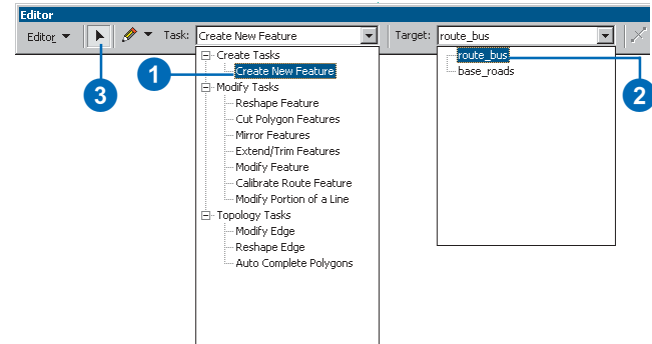 Editor
Editor Task: Create New Feature Target: route_bus
Create Tasks
Create New Feature
Modify Tasks
Reshape Feature
Cut Polygon Features
Mirror Features
Extend/Trim Features
Modify Feature
Calibrate Route Feature
Modify Portion of a Line
Topology Tasks
Modify Edge
Reshape Edge
Auto Complete Polygons
route_bus
base_roads
1
2
3